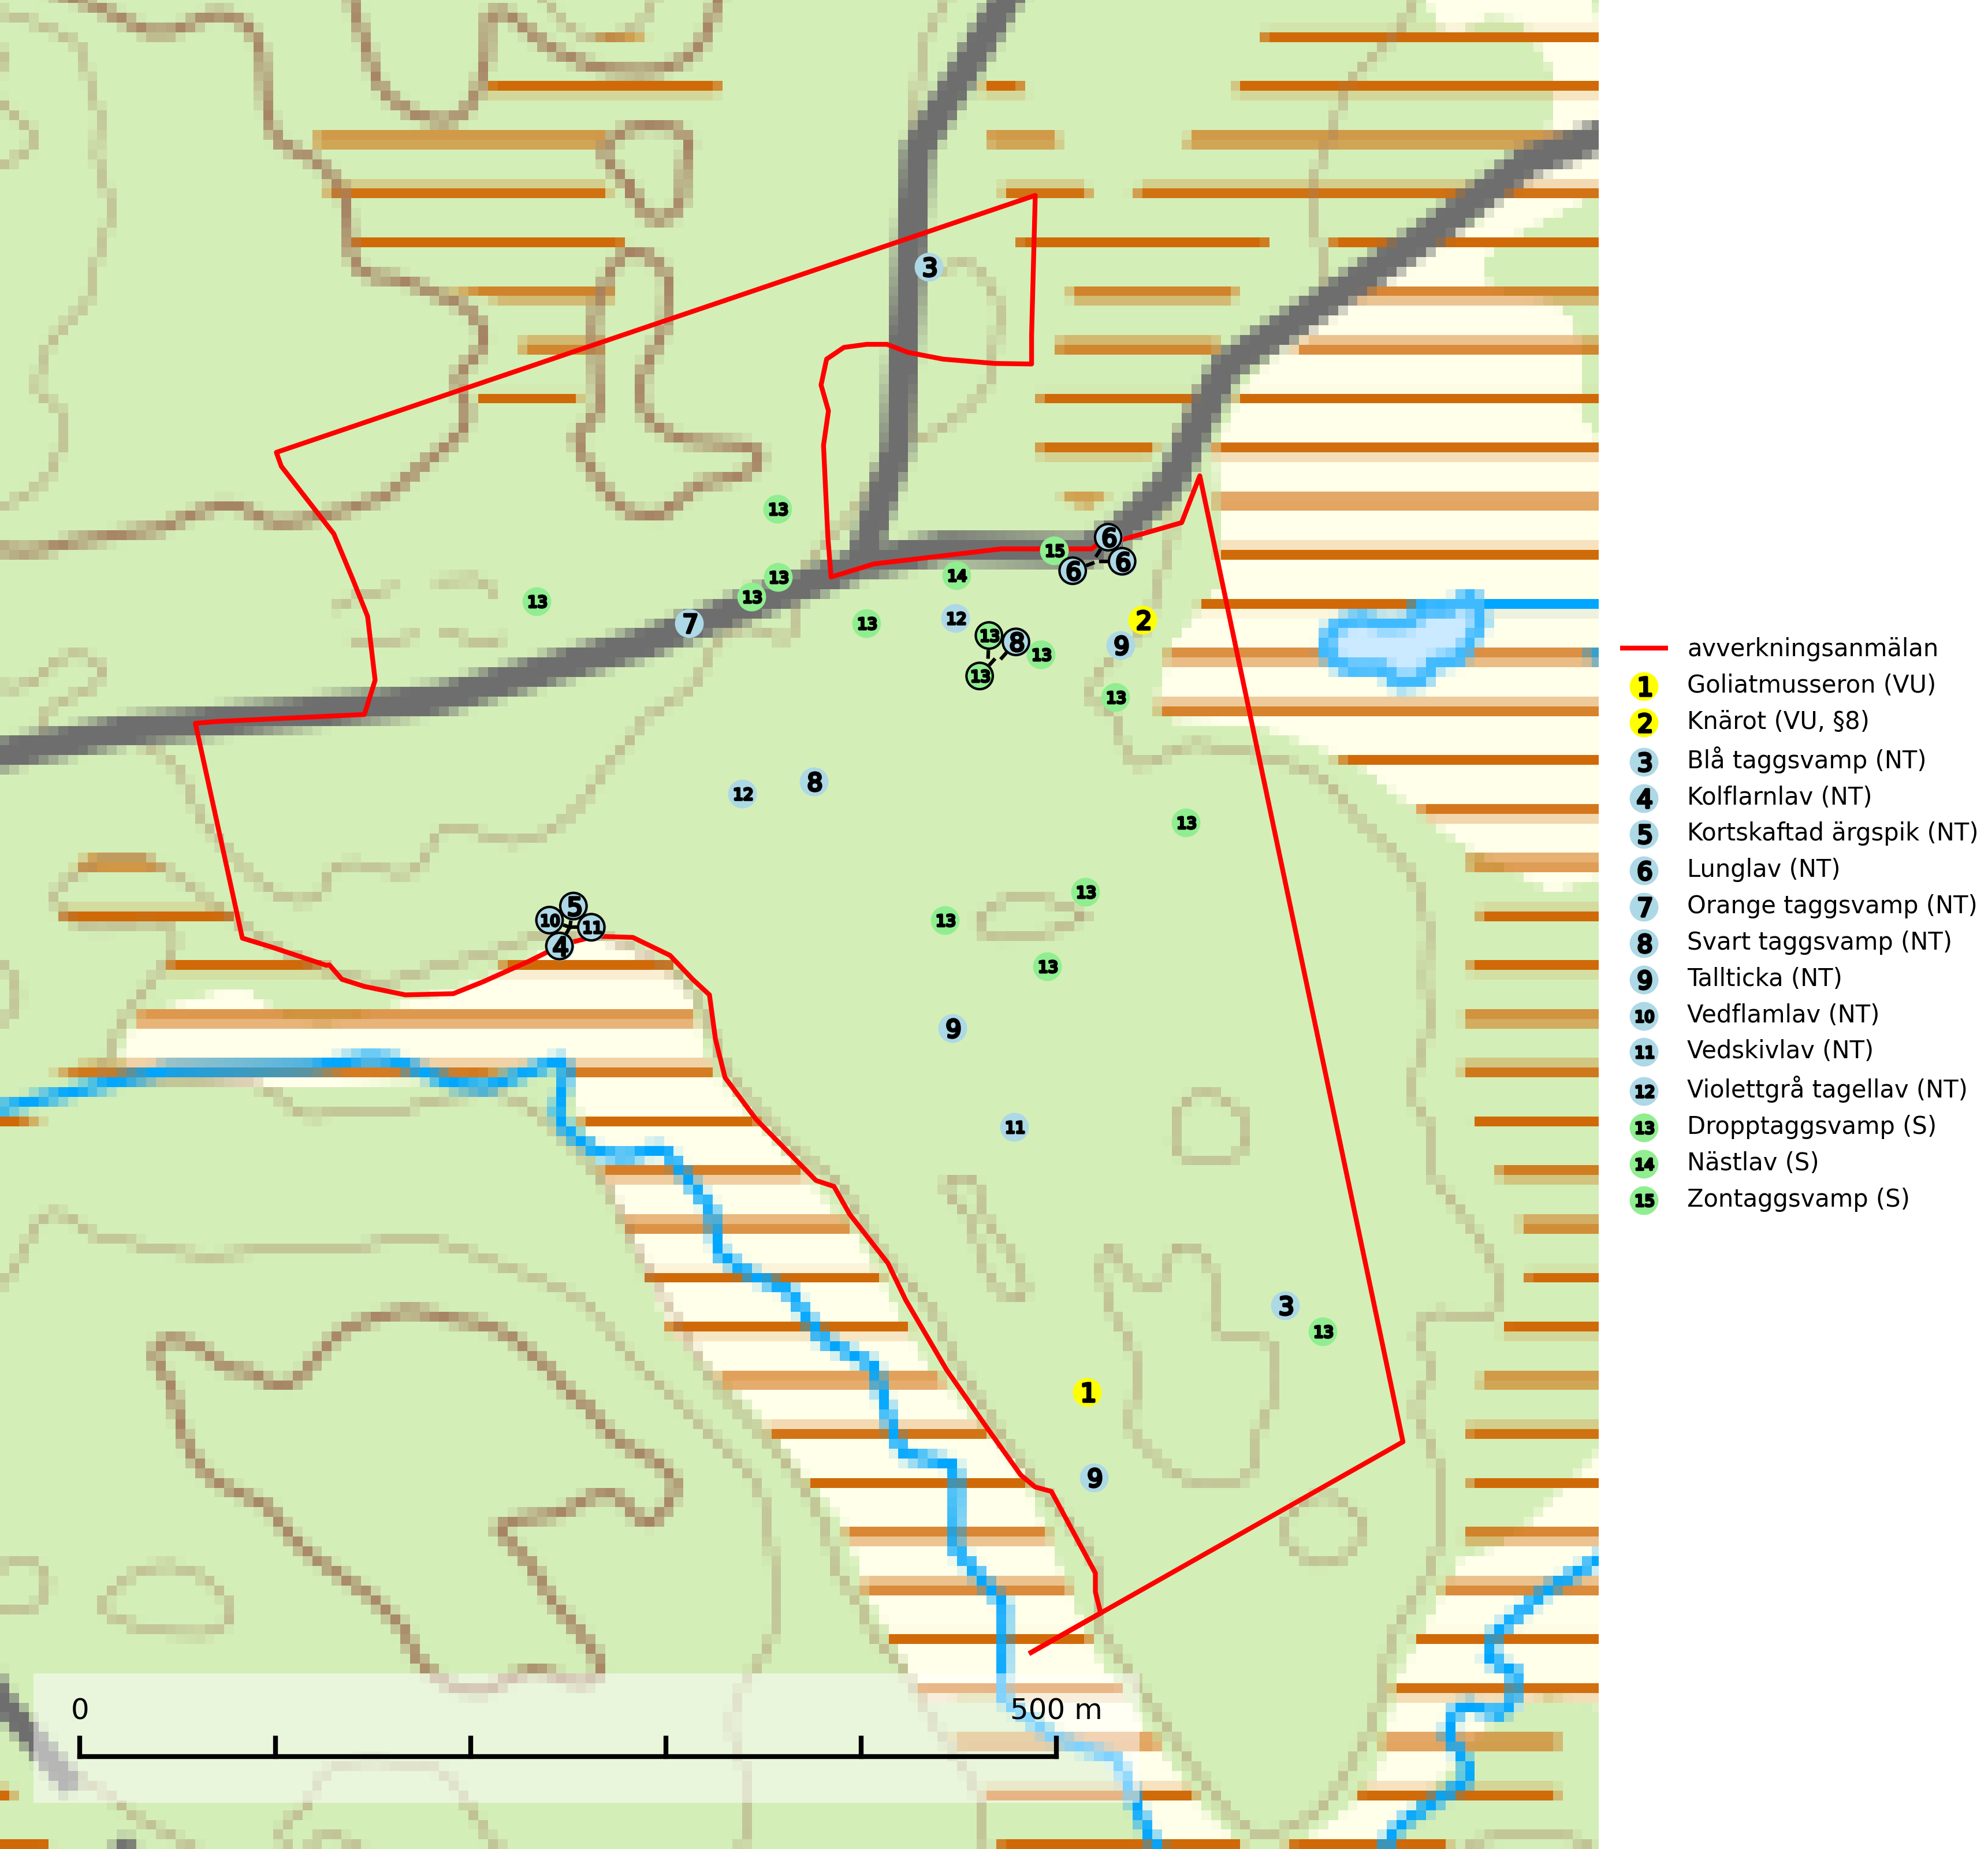 3
13
6
15
6
6
14
13
13
13
7
13
12
2
13
8
9
13
13
13
8
12
13
13
5
10
11
13
4
13
9
11
3
13
1
9
0
500 m
avverkningsanmälan
1 Goliatmusseron (VU)
2 Knärot (VU, §8)
3 Blå taggsvamp (NT)
4 Kolflarnlav (NT)
5 Kortskaftad ärgspik (NT)
6 Lunglav (NT)
7 Orange taggsvamp (NT)
8 Svart taggsvamp (NT)
9 Tallticka (NT)
10 Vedflamlav (NT)
11 Vedskivlav (NT)
12 Violettgrå tagellav (NT)
13 Dropptaggsvamp (S)
14 Nästlav (S)
15 Zontaggsvamp (S)